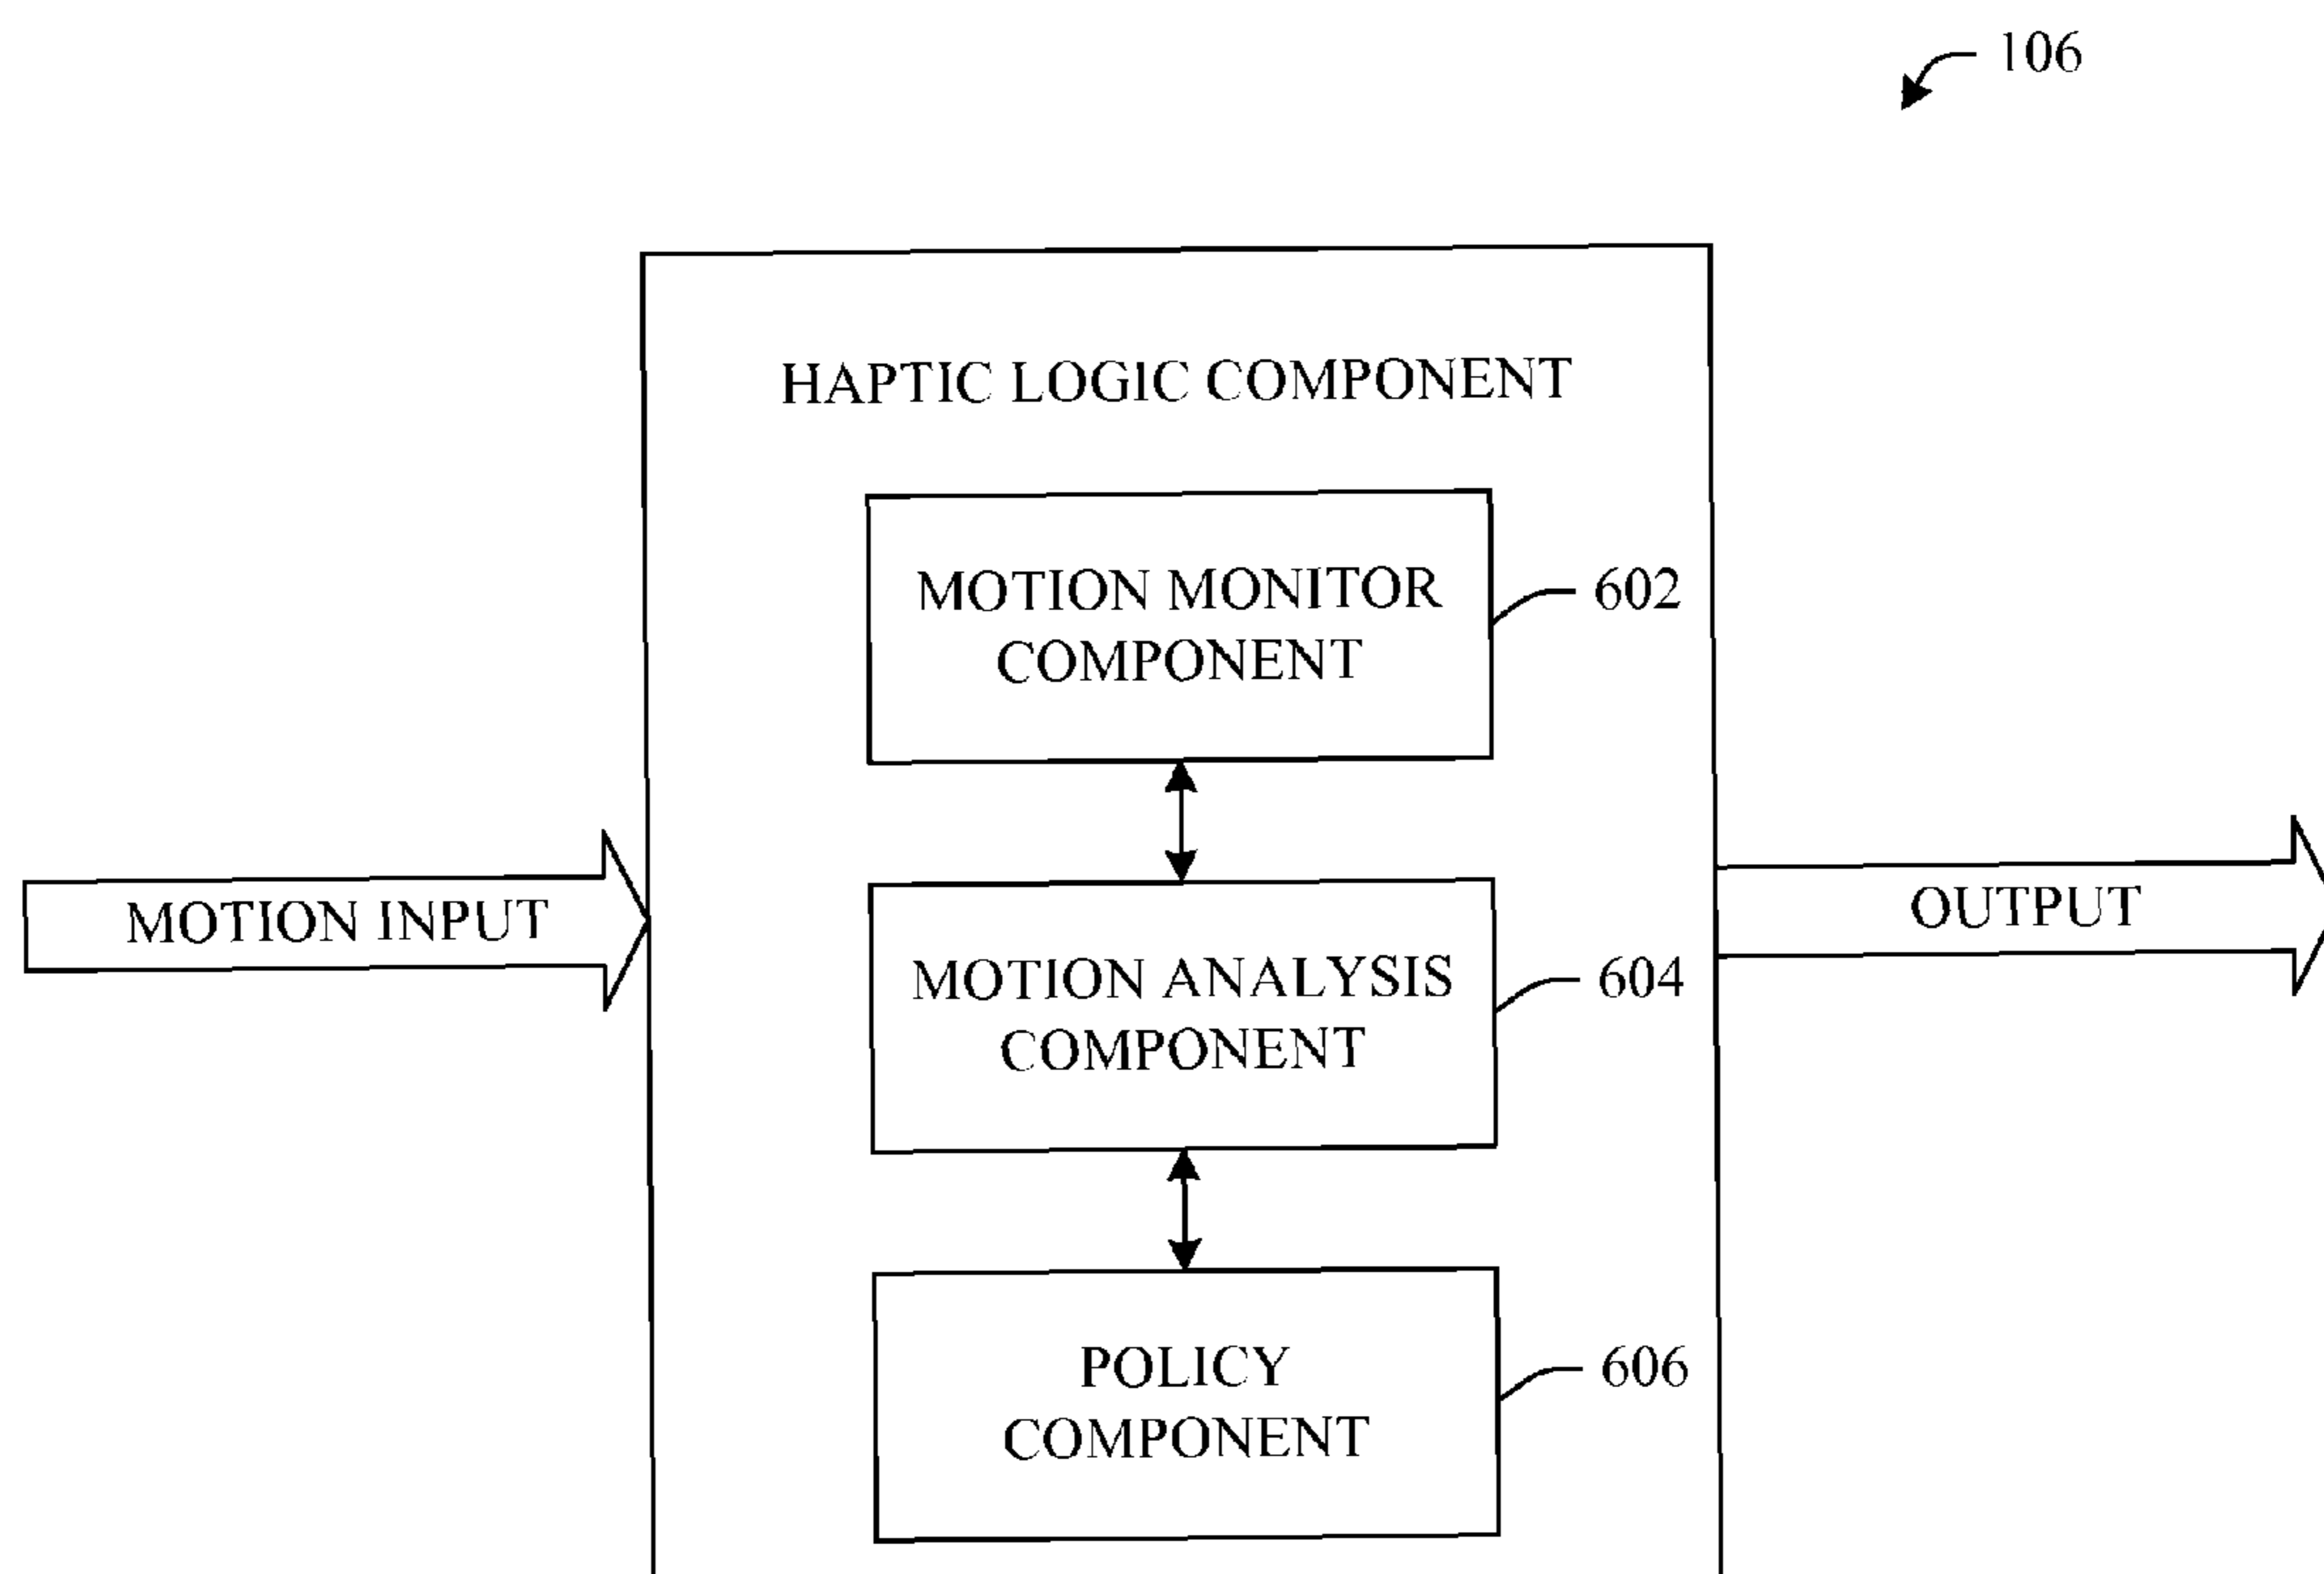 106
HAPTIC LOGIC COMPONENT
MOTION MONITOR
COMPONENT
602
MOTION INPUT
OUTPUT
MOTION ANALYSIS
COMPONENT
604
POLICY
COMPONENT
606